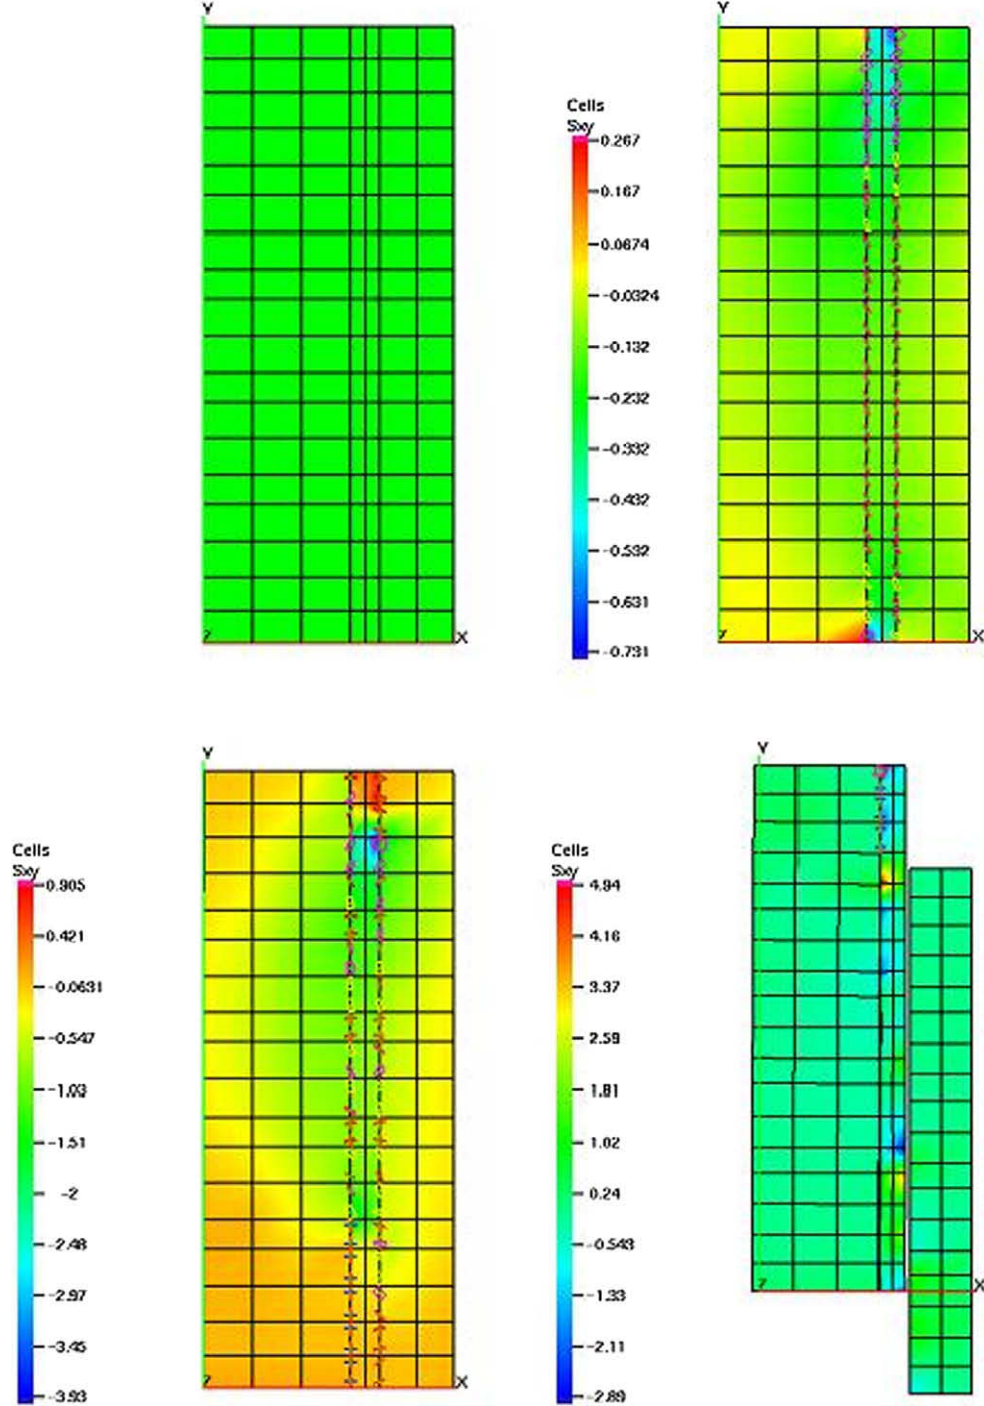 Y
Z
X
Cells
Sxy
0.267
0.167
0.0674
-0.0324
-0.132
-0.232
-0.332
-0.432
-0.532
-0.631
-0.731
Y
Z
X
Cells
Sxy
0.905
0.421
-0.0631
-0.547
-1.03
-1.51
-2
-2.48
-2.97
-3.45
-3.93
Y
Z
X
Cells
Sxy
4.94
4.16
3.37
2.59
1.81
1.02
0.24
-0.543
-1.33
-2.11
-2.89
Y
Z
X